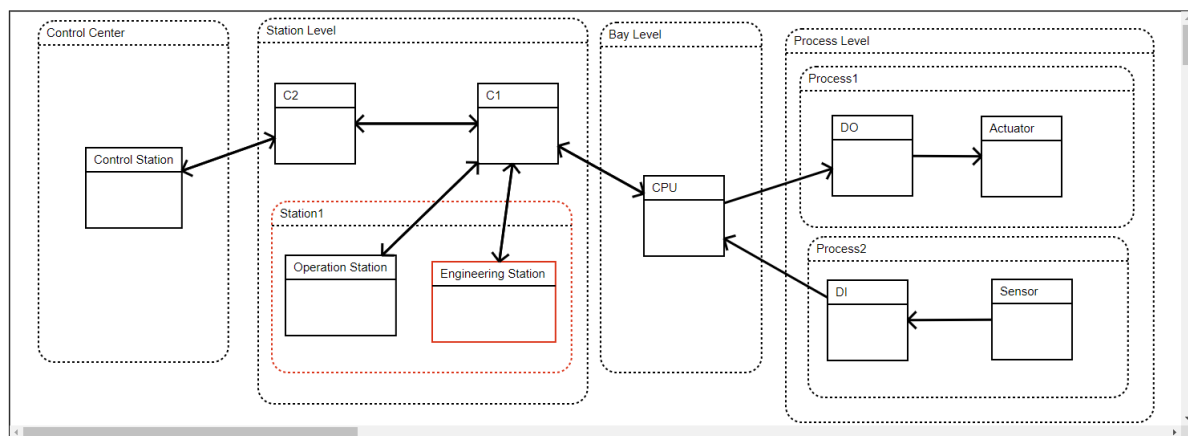 Control Center
Control Station
Station Level
C2
C1
Station1
Operation Station
Engineering Station
Bay Level
CPU
Process Level
Process1
DO
Actuator
Process2
DI
Sensor